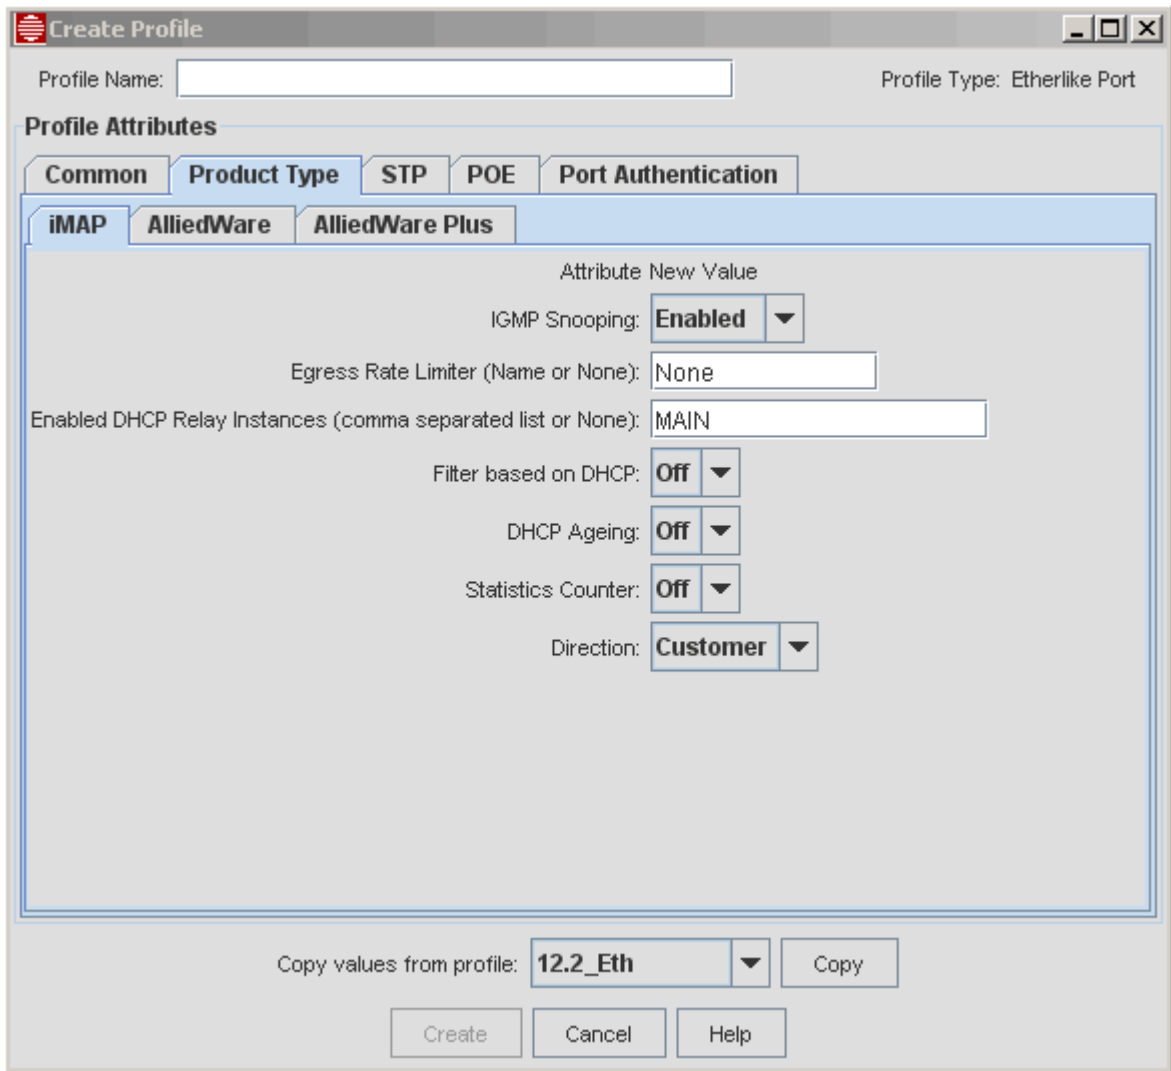 Create Profile
Profile Name: Profile Type: Etherlike Port
Profile Attributes
Common Product Type STP POE Port Authentication
iMAP AlliedWare AlliedWare Plus
Attribute New Value
IGMP Snooping: Enabled
Egress Rate Limiter (Name or None): None
Enabled DHCP Relay Instances (comma separated list or None): MAIN
Filter based on DHCP: Off
DHCP Ageing: Off
Statistics Counter: Off
Direction: Customer
Copy values from profile: 12.2_Eth Copy
Create Cancel Help